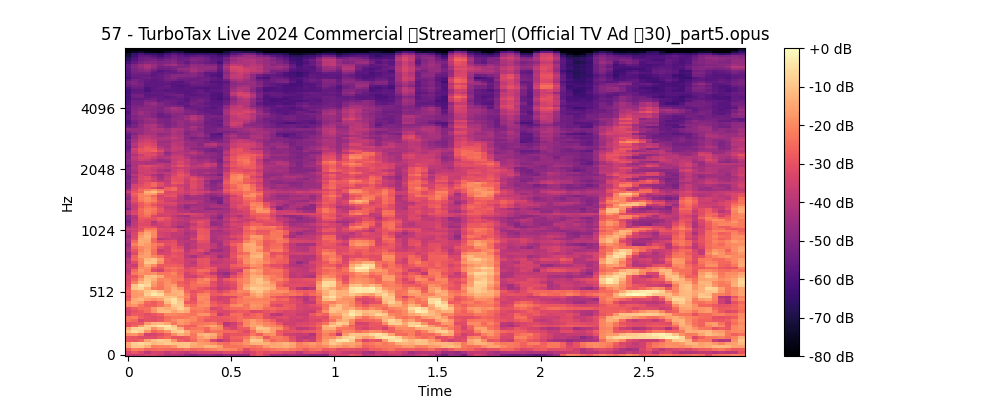 57 - TurboTax Live 2024 Commercial □Streamer□ (Official TV Ad □30)_part5.opus
+0 dB
-10 dB
-20 dB
-30 dB
-40 dB
-50 dB
-60 dB
-70 dB
-80 dB
4096
2048
1024
512
0
Hz
0
0.5
1
1.5
2
2.5
Time